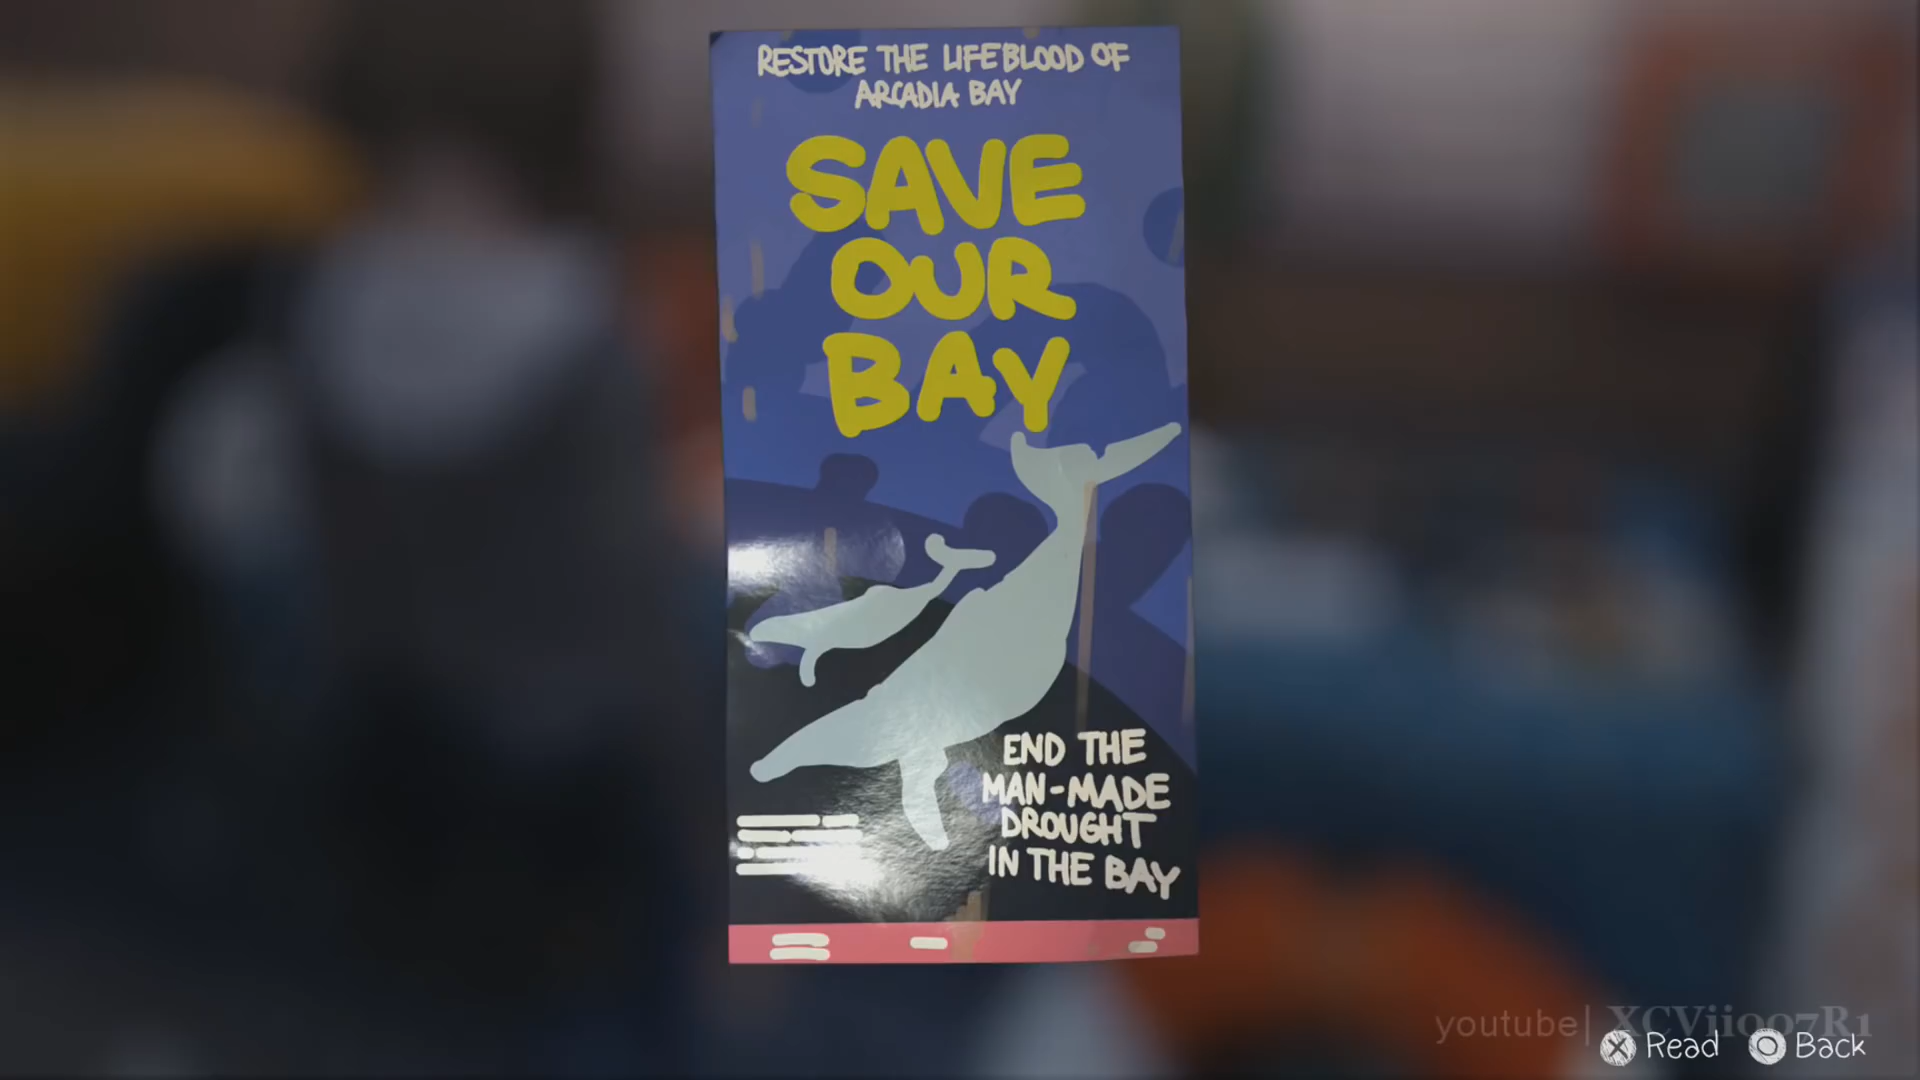 RESTORE THE LIFEBLOOD OF
ARCADIA BAY
SAVE
OUR
BAY
END THE
MAN-MADE
DROUGHT
IN THE BAY
youtube| XCVii007R1
Read Back